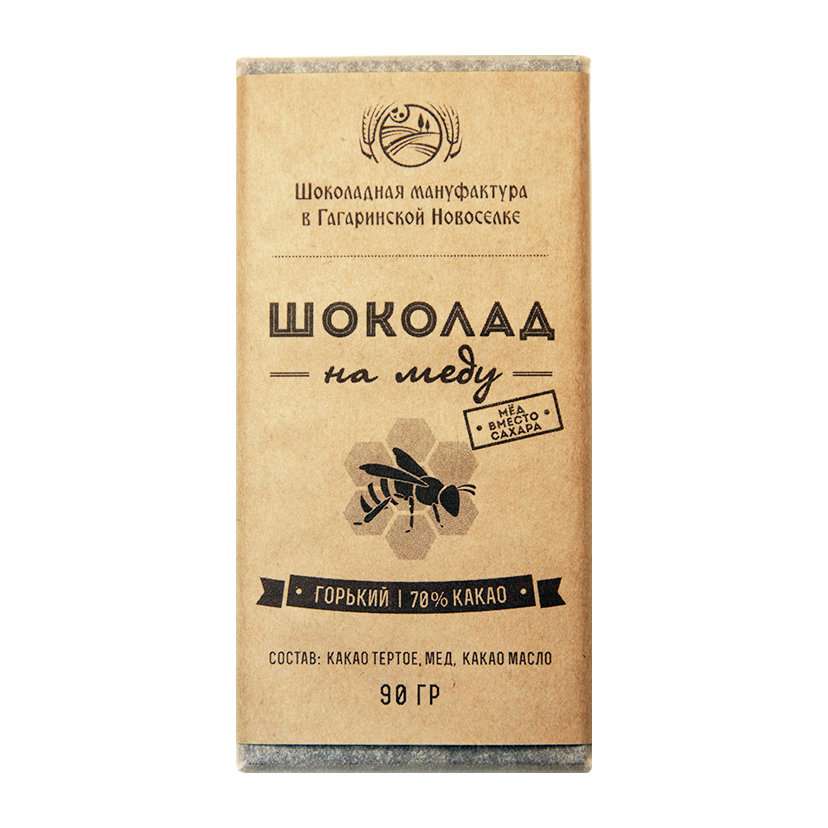 Шоколадная мануфактура
в Гагаринской Новоселке
ШОКОЛАД
на меду
МЁД
ВМЕСТО
САХАРА
ГОРЬКИЙ | 70% КАКАО
СОСТАВ: КАКАО ТЕРТОЕ, МЕД, КАКАО МАСЛО
90 ГР